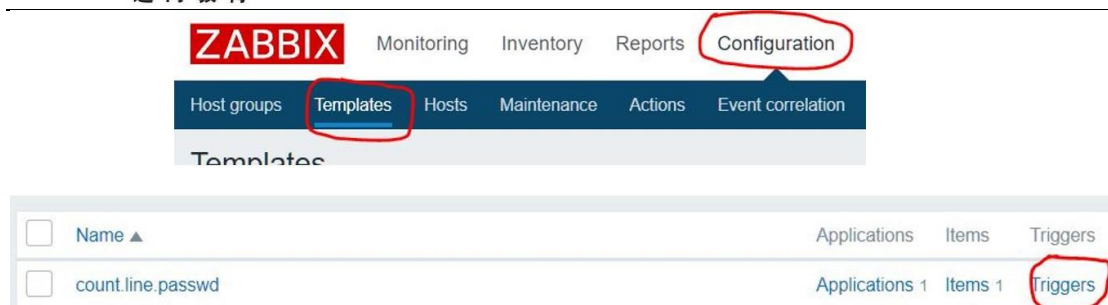 ZABBIX Monitoring Inventory Reports Configuration
Host groups Templates Hosts Maintenance Actions Event correlation
Templates
Name ▲ Applications Items Triggers
count.line.passwd Applications 1 Items 1 Triggers